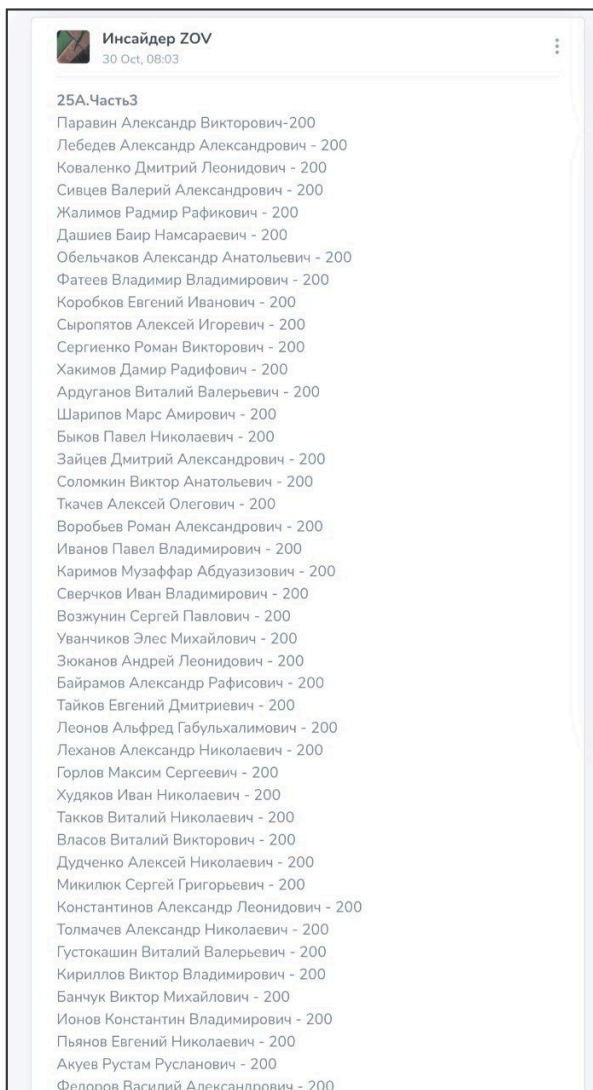 Инсайдер ZOV
30 Oct, 08:03
25А.Часть3
Паравин Александр Викторович-200
Лебедев Александр Александрович - 200
Коваленко Дмитрий Леонидович - 200
Сивцев Валерий Александрович - 200
Жалимов Радмир Рафикович - 200
Дашиев Баир Намсараевич - 200
Обельчаков Александр Анатольевич - 200
Фатеев Владимир Владимирович - 200
Коробков Евгений Иванович - 200
Сыропятов Алексей Игоревич - 200
Сергиенко Роман Викторович - 200
Хакимов Дамир Радифович - 200
Ардуганов Виталий Валерьевич - 200
Шарипов Марс Амирович - 200
Быков Павел Николаевич - 200
Зайцев Дмитрий Александрович - 200
Соломкин Виктор Анатольевич - 200
Ткачев Алексей Олегович - 200
Воробьев Роман Александрович - 200
Иванов Павел Владимирович - 200
Каримов Музаффар Абдуазизович - 200
Сверчков Иван Владимирович - 200
Возжунин Сергей Павлович - 200
Уванчиков Элес Михайлович - 200
Зюканов Андрей Леонидович - 200
Байрамов Александр Рафисович - 200
Тайков Евгений Дмитриевич - 200
Леонов Альфред Габульхалимович - 200
Леханов Александр Николаевич - 200
Горлов Максим Сергеевич - 200
Худяков Иван Николаевич - 200
Такков Виталий Николаевич - 200
Власов Виталий Викторович - 200
Дудченко Алексей Николаевич - 200
Микилюк Сергей Григорьевич - 200
Константинов Александр Леонидович - 200
Толмачев Александр Николаевич - 200
Густокашин Виталий Валерьевич - 200
Кириллов Виктор Владимирович - 200
Банчук Виктор Михайлович - 200
Ионов Константин Владимирович - 200
Пьянов Евгений Николаевич - 200
Акуев Рустам Русланович - 200
Федоров Василий Александрович - 200